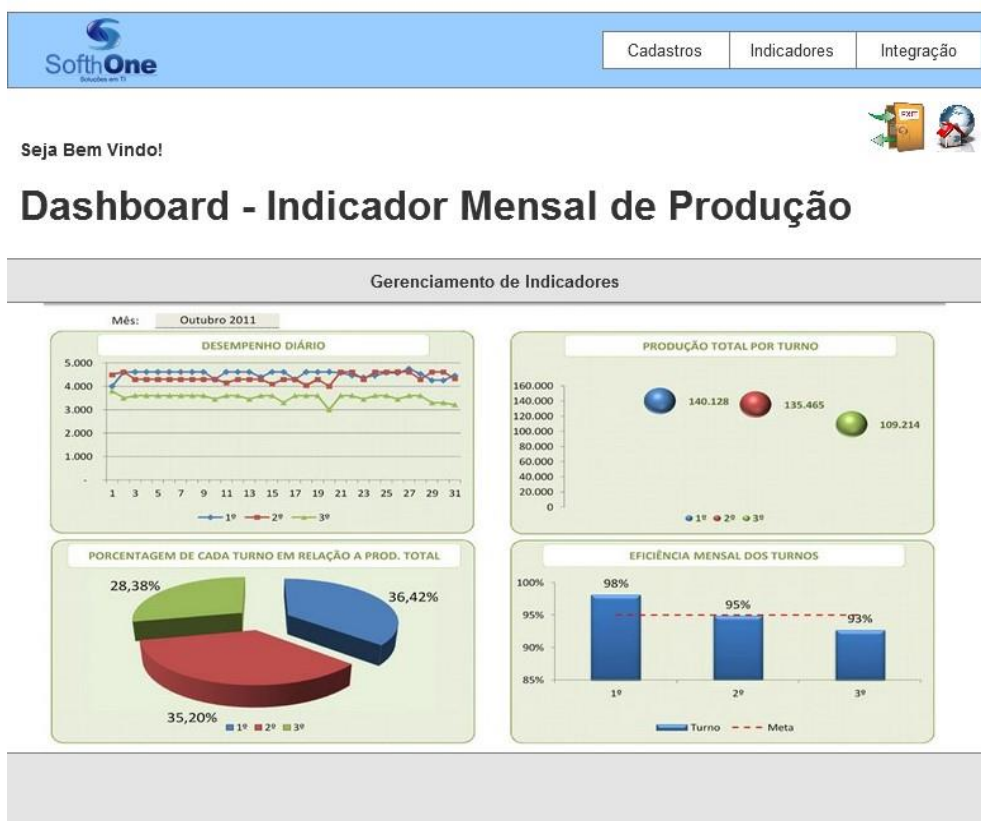 SofthOne
Soluções em TI
Cadastros
Indicadores
Integração
EXIT
Seja Bem Vindo!
Dashboard - Indicador Mensal de Produção
Gerenciamento de Indicadores
Mês: Outubro 2011
DESEMPENHO DIÁRIO
5.000
4.000
3.000
2.000
1.000
-
1 3 5 7 9 11 13 15 17 19 21 23 25 27 29 31
1º 2º 3º
PRODUÇÃO TOTAL POR TURNO
160.000
140.000
120.000
100.000
80.000
60.000
40.000
20.000
0
140.128
135.465
109.214
1º 2º 3º
PORCENTAGEM DE CADA TURNO EM RELAÇÃO A PROD. TOTAL
28,38%
36,42%
35,20%
1º 2º 3º
EFICIÊNCIA MENSAL DOS TURNOS
100%
95%
90%
85%
98%
95%
93%
1º 2º 3º
Turno Meta